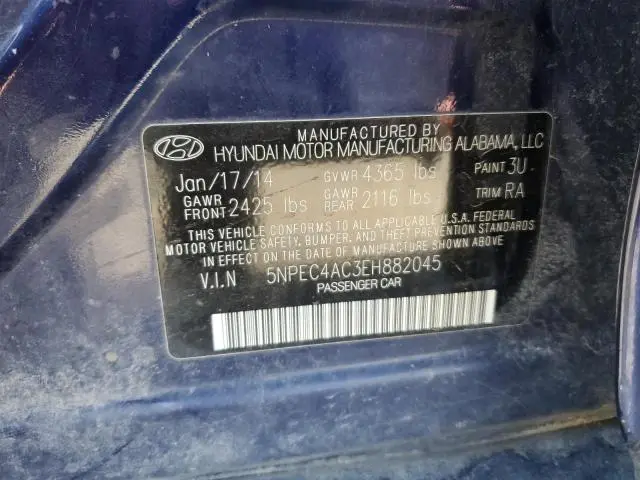 MANUFACTURED BY
HYUNDAI MOTOR MANUFACTURING ALABAMA, LLC
Jan/17/14 GVWR 4365 lbs PAINT 3U
GAWR FRONT 2425 lbs GAWR REAR 2116 lbs TRIM RA
THIS VEHICLE CONFORMS TO ALL APPLICABLE U.S.A. FEDERAL
MOTOR VEHICLE SAFETY, BUMPER, AND THEFT PREVENTION STANDARDS
IN EFFECT ON THE DATE OF MANUFACTURE SHOWN ABOVE.
V.I.N 5NPEC4AC3EH882045
PASSENGER CAR